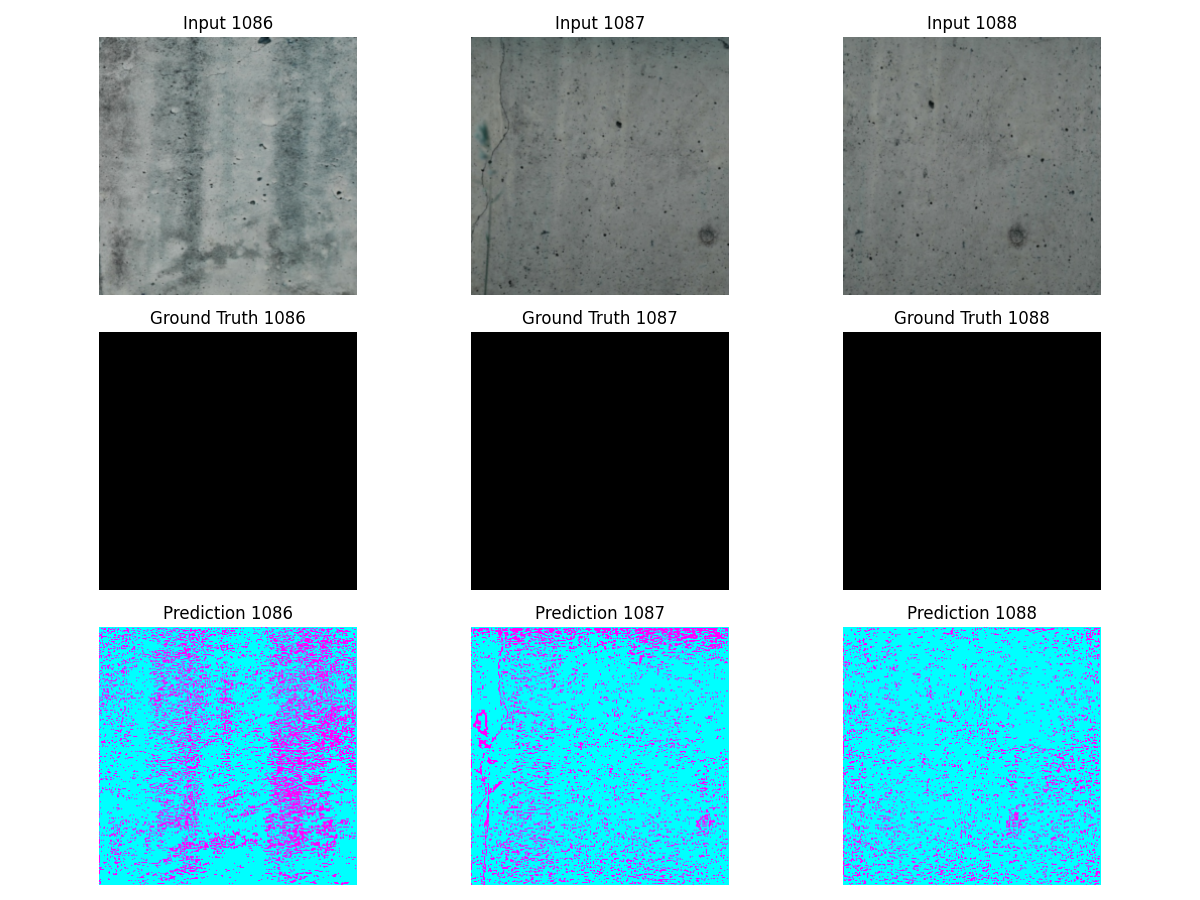 Input 1086
Input 1087
Input 1088
Ground Truth 1086
Ground Truth 1087
Ground Truth 1088
Prediction 1086
Prediction 1087
Prediction 1088